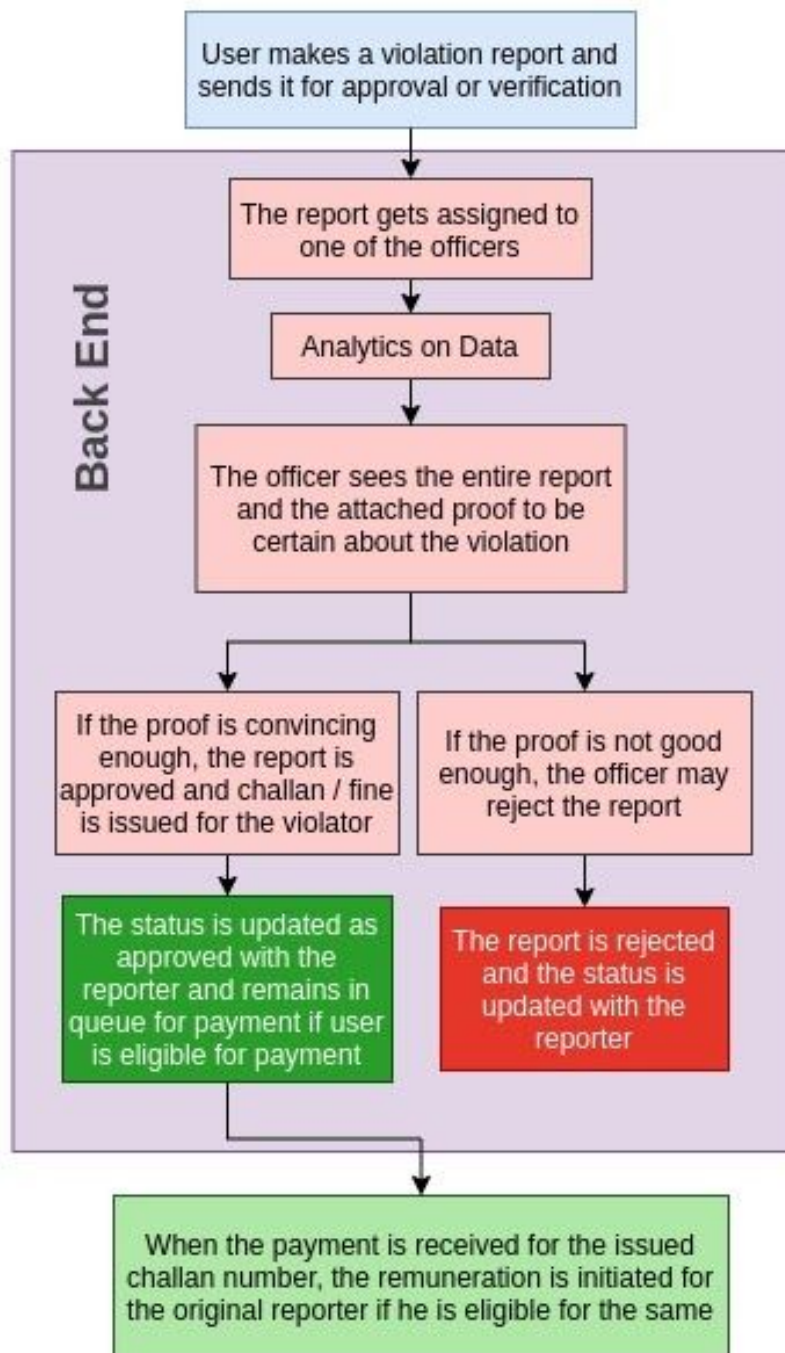 User makes a violation report and
sends it for approval or verification
Back End
The report gets assigned to
one of the officers
Analytics on Data
The officer sees the entire report
and the attached proof to be
certain about the violation
If the proof is convincing
enough, the report is
approved and challan / fine
is issued for the violator
If the proof is not good
enough, the officer may
reject the report
The status is updated as
approved with the
reporter and remains in
queue for payment if user
is eligible for payment
The report is rejected
and the status is
updated with the
reporter
When the payment is received for the issued
challan number, the remuneration is initiated for
the original reporter if he is eligible for the same